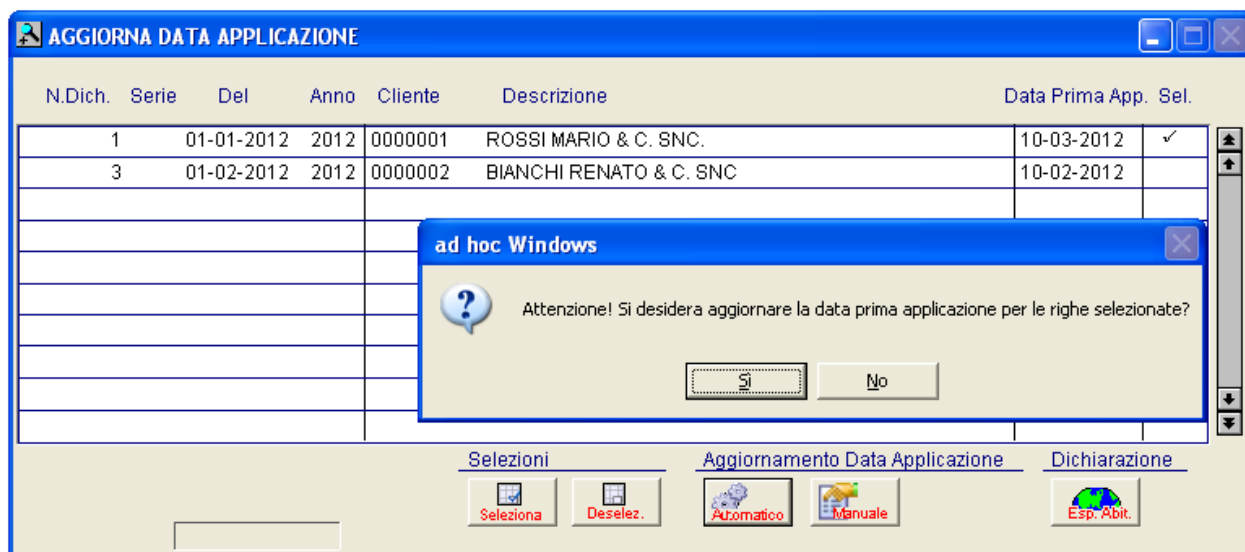 AGGIORNA DATA APPLICAZIONE
N.Dich. Serie Del Anno Cliente Descrizione Data Prima App. Sel.
1 01-01-2012 2012 0000001 ROSSI MARIO & C. SNC. 10-03-2012 ✓
3 01-02-2012 2012 0000002 BIANCHI RENATO & C. SNC 10-02-2012
ad hoc Windows
Attenzione! Si desidera aggiornare la data prima applicazione per le righe selezionate?
Sì No
Selezioni Aggiornamento Data Applicazione Dichiarazione
Seleziona Deselez. Automatico Manuale Esp. Abit.